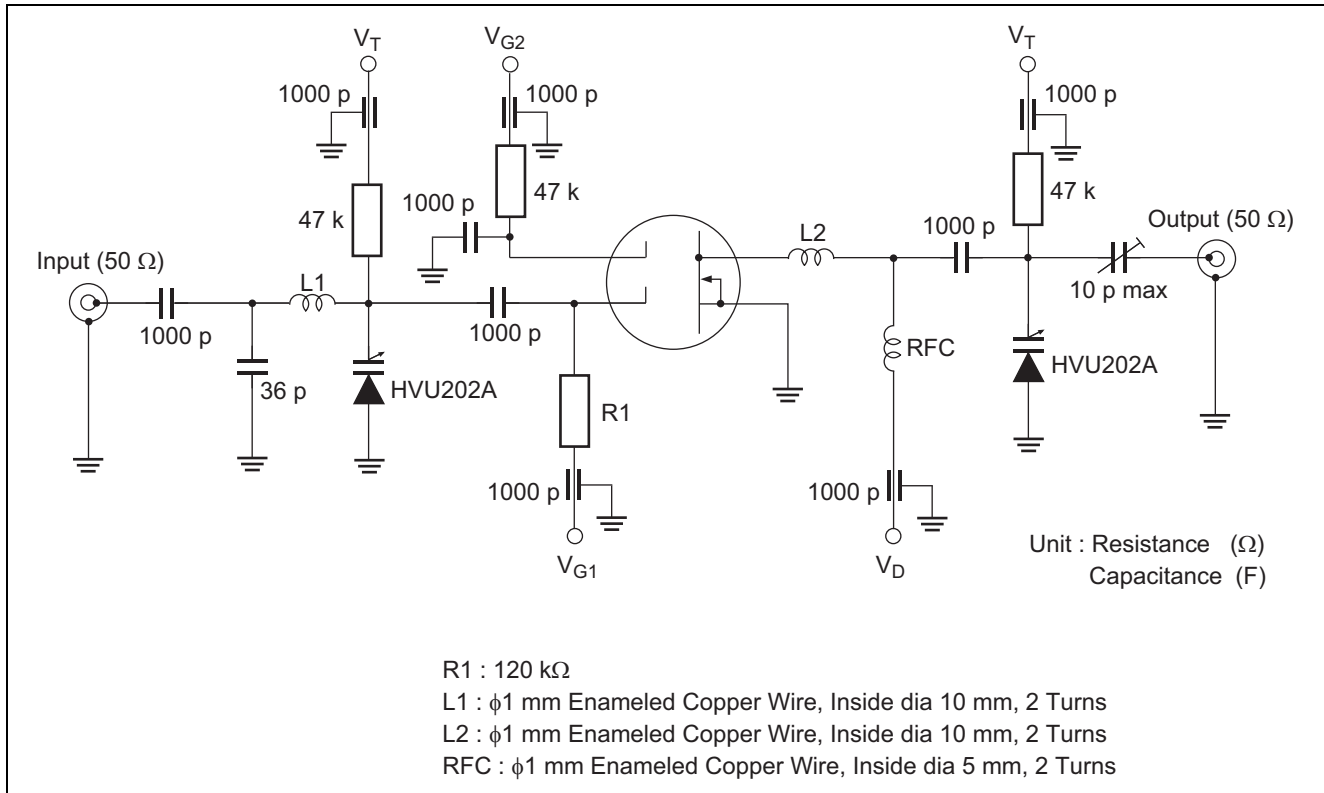 V_T
V_G2
V_T
1000 p
1000 p
1000 p
47 k
47 k
47 k
1000 p
1000 p
L2
Input (50 Ω)
Output (50 Ω)
L1
1000 p
1000 p
10 p max
36 p
HVU202A
RFC
HVU202A
R1
1000 p
1000 p
V_G1
V_D
Unit : Resistance (Ω)
Capacitance (F)
R1 : 120 kΩ
L1 : ϕ1 mm Enameled Copper Wire, Inside dia 10 mm, 2 Turns
L2 : ϕ1 mm Enameled Copper Wire, Inside dia 10 mm, 2 Turns
RFC : ϕ1 mm Enameled Copper Wire, Inside dia 5 mm, 2 Turns